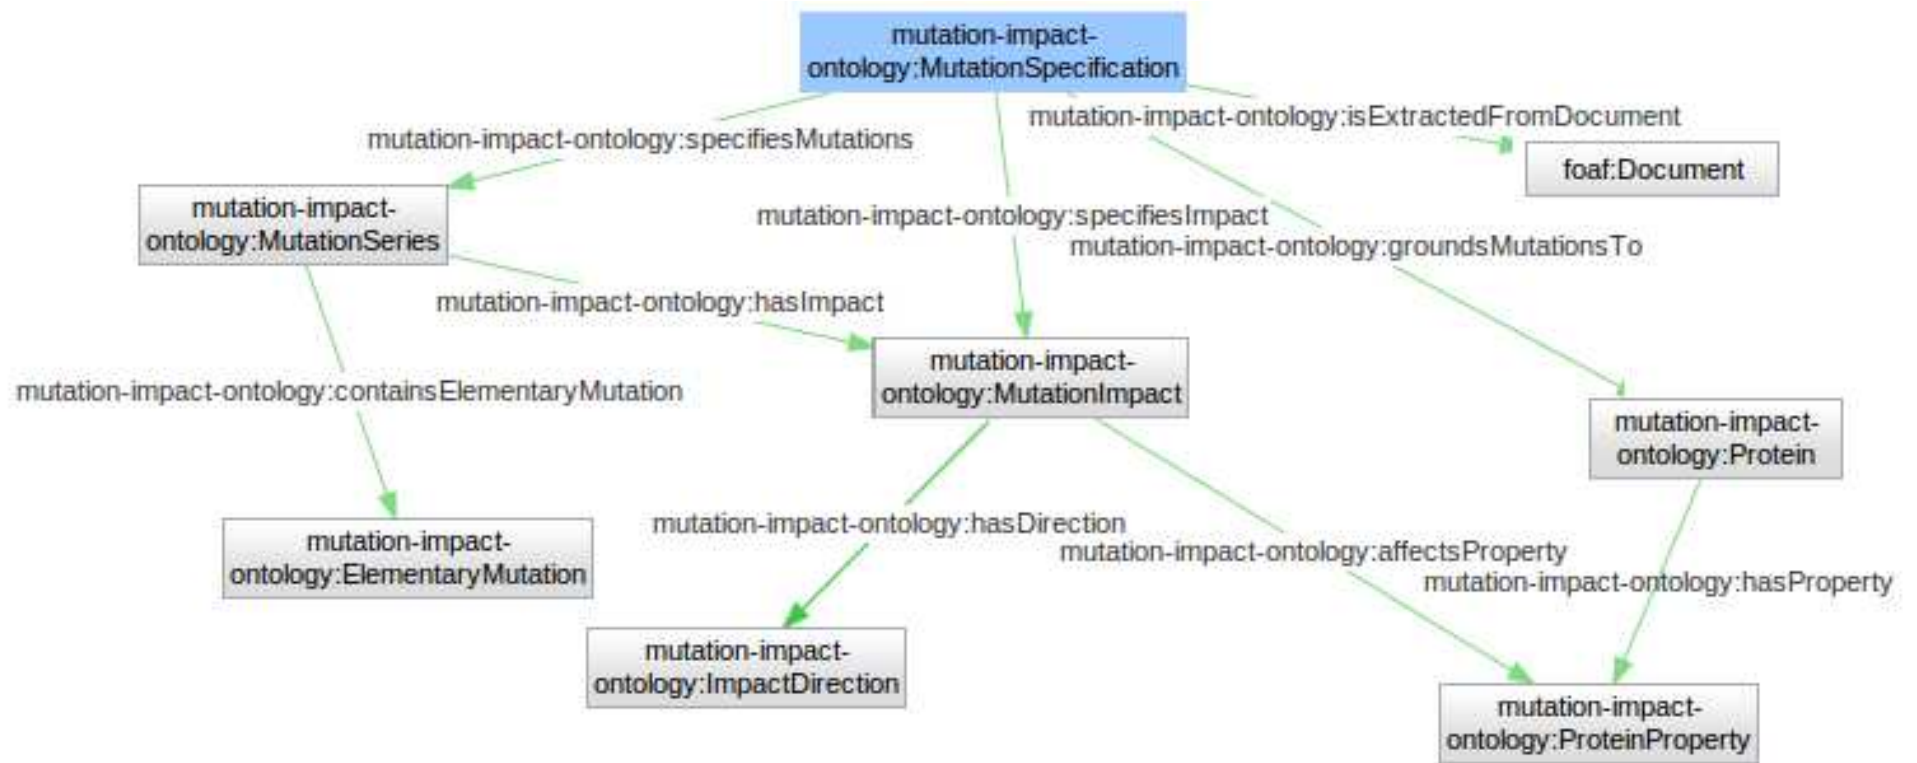 mutation-impact-
ontology:MutationSpecification
mutation-impact-ontology:isExtractedFromDocument
mutation-impact-ontology:specifiesMutations
foaf:Document
mutation-impact-
ontology:MutationSeries
mutation-impact-ontology:specifiesImpact
mutation-impact-ontology:groundsMutationsTo
mutation-impact-ontology:hasImpact
mutation-impact-
ontology:MutationImpact
mutation-impact-ontology:containsElementaryMutation
mutation-impact-
ontology:Protein
mutation-impact-ontology:hasDirection
mutation-impact-
ontology:ElementaryMutation
mutation-impact-ontology:affectsProperty
mutation-impact-ontology:hasProperty
mutation-impact-
ontology:ImpactDirection
mutation-impact-
ontology:ProteinProperty